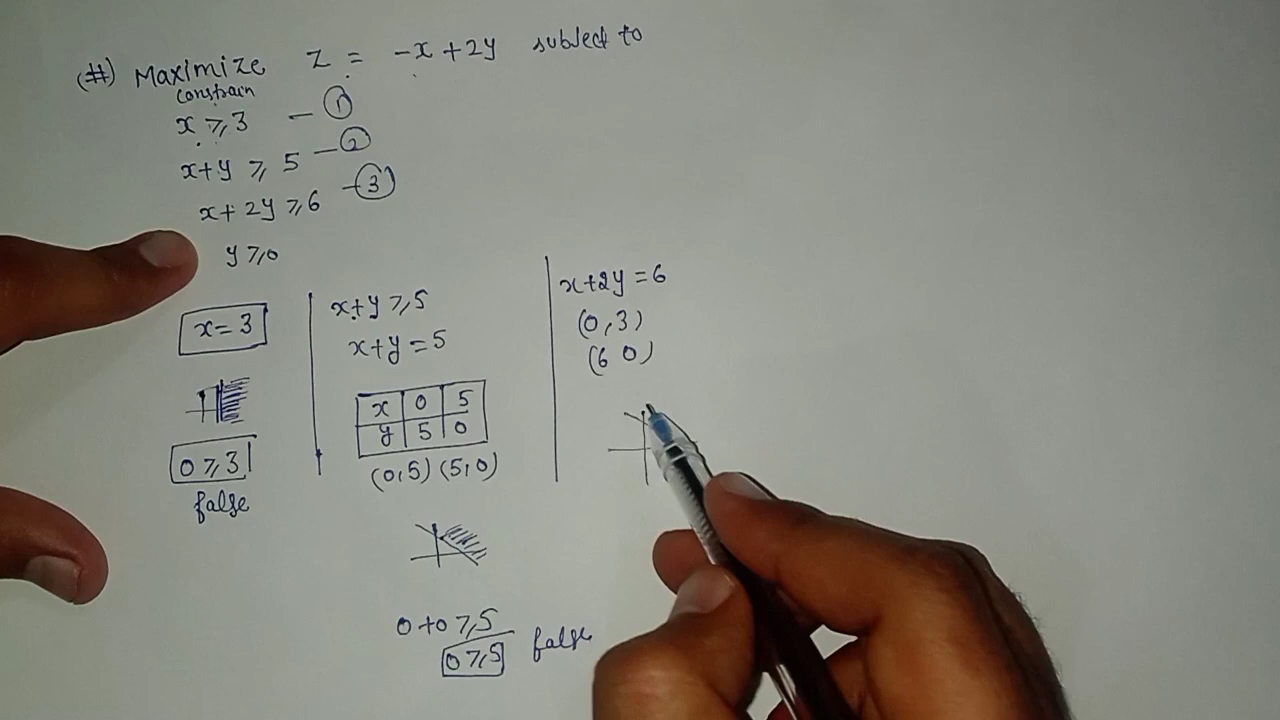 (#) Maximize Z = -x + 2y subject to
constrain
x ≥ 3 — ①
x + y ≥ 5 — ②
x + 2y ≥ 6 — ③
y ≥ 0
x = 3
0 ≥ 3
false
x + y ≥ 5
x + y = 5
x 0 5
y 5 0
(0,5) (5,0)
0 + 0 ≥ 5
0 ≥ 5 false
x + 2y = 6
(0,3)
(6 0)